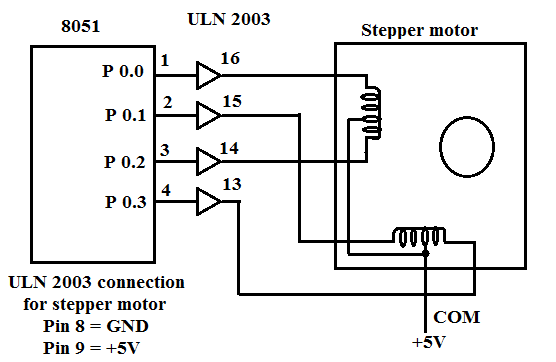 ULN 2003
8051
Stepper motor
P 0.0
1
16
P 0.1
2
15
P 0.2
3
14
P 0.3
4
13
ULN 2003 connection
for stepper motor
Pin 8 = GND
Pin 9 = +5V
COM
+5V